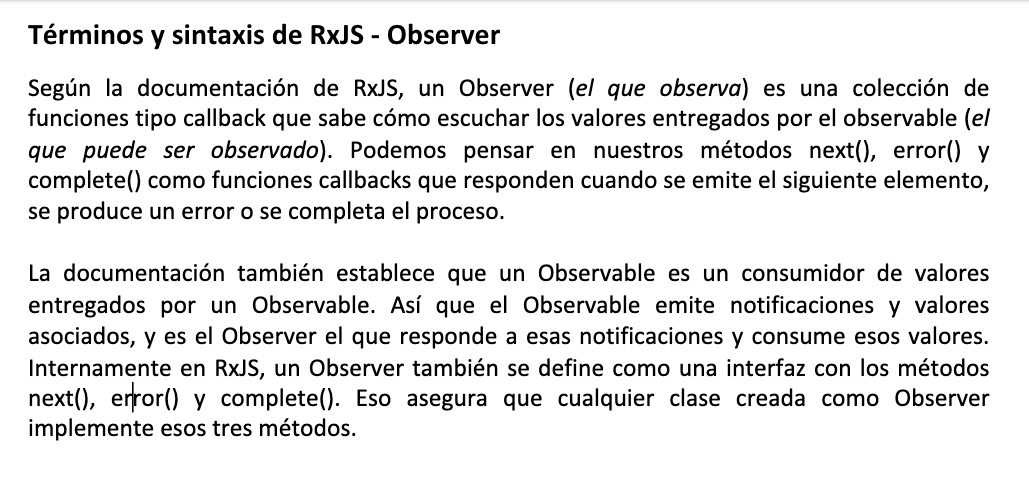 Términos y sintaxis de RxJS - Observer
Según la documentación de RxJS, un Observer (el que observa) es una colección de
funciones tipo callback que sabe cómo escuchar los valores entregados por el observable (el
que puede ser observado). Podemos pensar en nuestros métodos next(), error() y
complete() como funciones callbacks que responden cuando se emite el siguiente elemento,
se produce un error o se completa el proceso.
La documentación también establece que un Observable es un consumidor de valores
entregados por un Observable. Así que el Observable emite notificaciones y valores
asociados, y es el Observer el que responde a esas notificaciones y consume esos valores.
Internamente en RxJS, un Observer también se define como una interfaz con los métodos
next(), error() y complete(). Eso asegura que cualquier clase creada como Observer
implemente esos tres métodos.